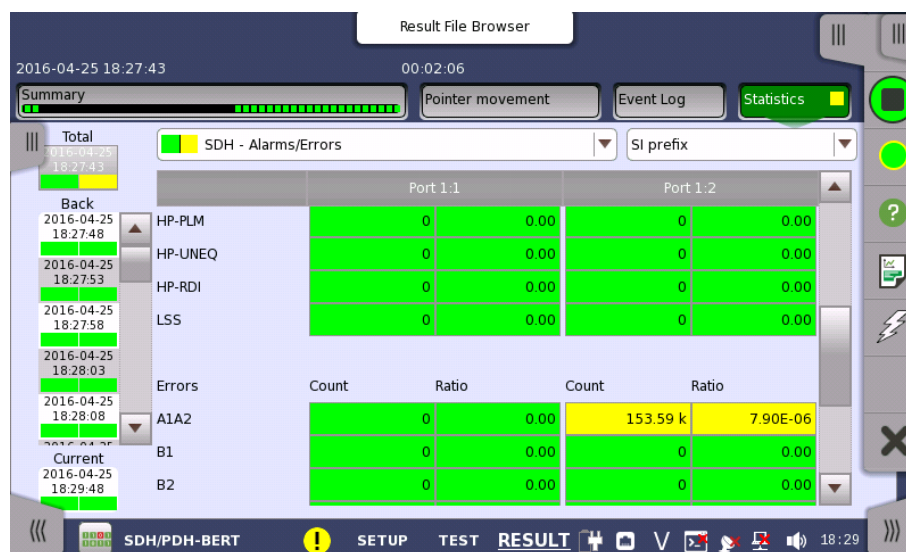 Result File Browser
2016-04-25 18:27:43 00:02:06
Summary Pointer movement Event Log Statistics
Total SDH - Alarms/Errors SI prefix
2016-04-25
18:27:43
Port 1:1 Port 1:2
Back
2016-04-25
18:27:48
HP-PLM 0 0.00 0 0.00
HP-UNEQ 0 0.00 0 0.00
2016-04-25
18:27:53
HP-RDI 0 0.00 0 0.00
2016-04-25
18:27:58
LSS 0 0.00 0 0.00
2016-04-25
18:28:03
Errors Count Ratio Count Ratio
2016-04-25
18:28:08
A1A2 0 0.00 153.59 k 7.90E-06
B1 0 0.00 0 0.00
Current
2016-04-25
18:29:48
B2 0 0.00 0 0.00
SDH/PDH-BERT SETUP TEST RESULT V 18:29